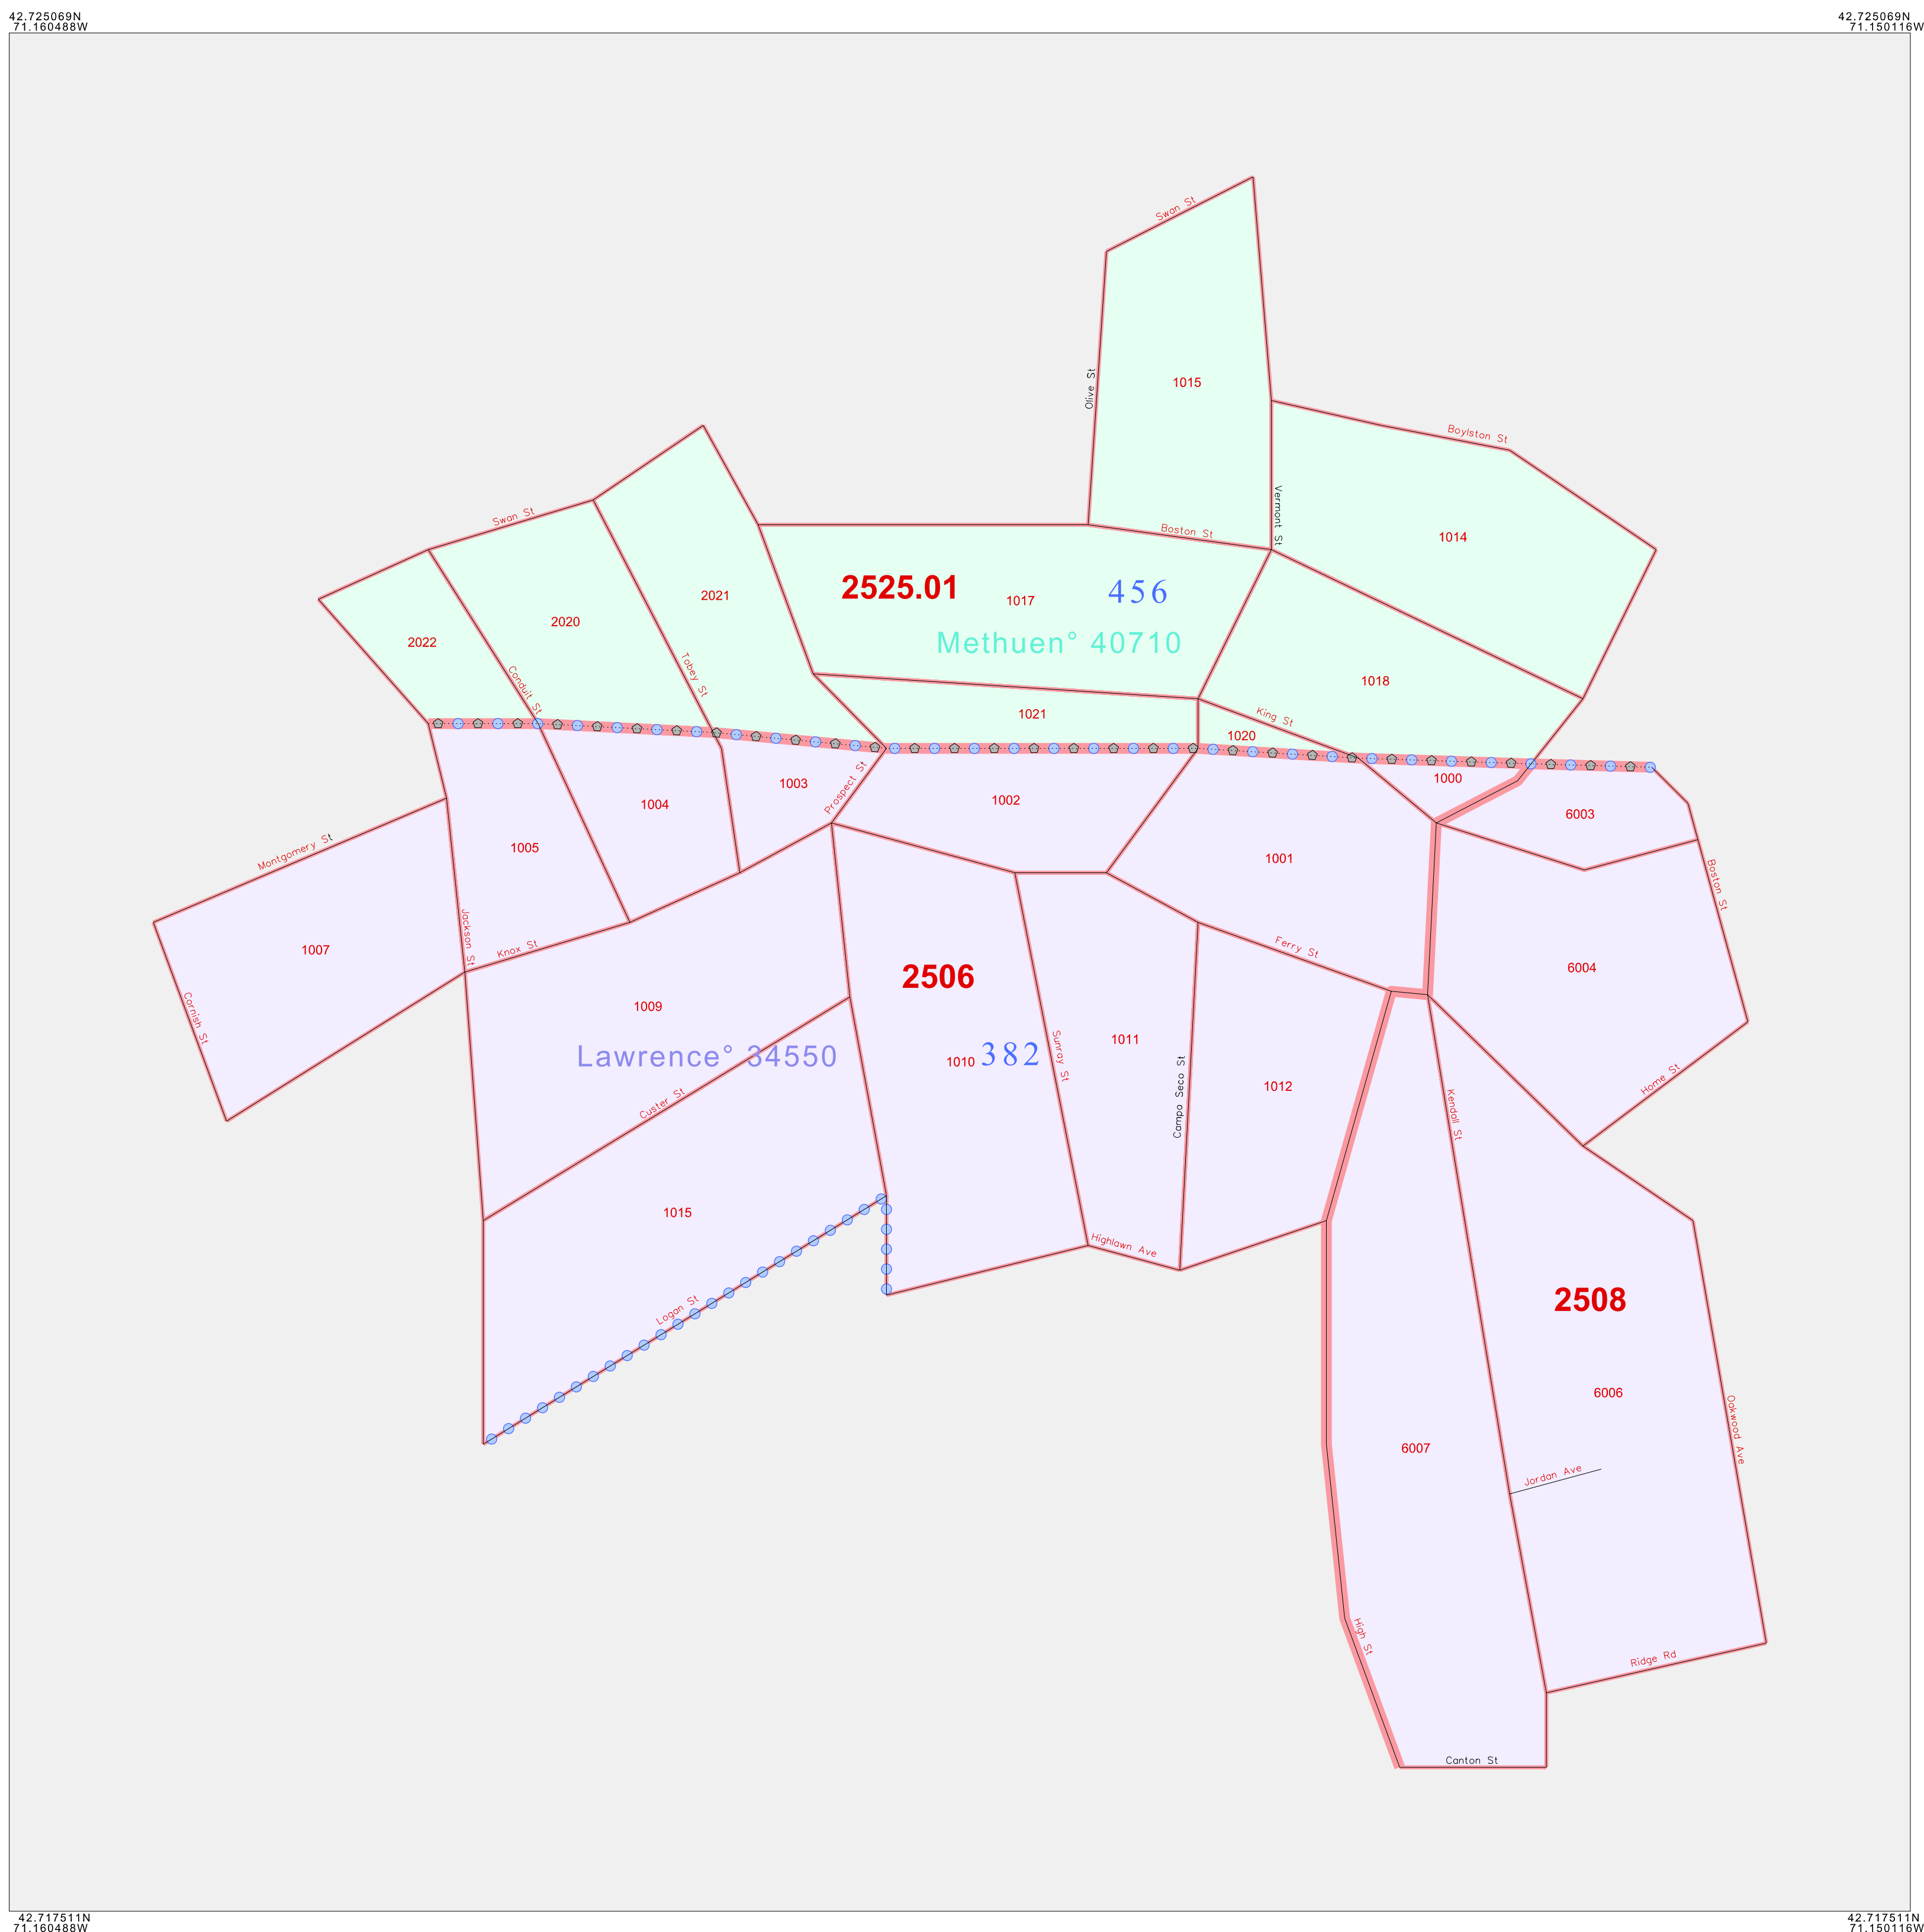 42.725069N
71.160488W
42.725069N
71.150116W
Swan St
Olive St
1015
Boylston St
Vermont St
Boston St
1014
Swan St
2021
2525.01
1017
456
Methuen° 40710
2020
2022
Conduit St
Tobey St
1018
1021
King St
1020
1000
1003
Prospect St
1002
1004
6003
1005
1001
Montgomery St
Boston St
1007
Jackson St
Knox St
Ferry St
6004
2506
Cornish St
1009
Lawrence° 34550
1010
382
Sunray St
1011
Campo Seco St
1012
Home St
Kendall St
Custer St
1015
Highlawn Ave
Logan St
2508
6006
Oakwood Ave
6007
Jordan Ave
High St
Ridge Rd
Canton St
42.717511N
71.160488W
42.717511N
71.150116W